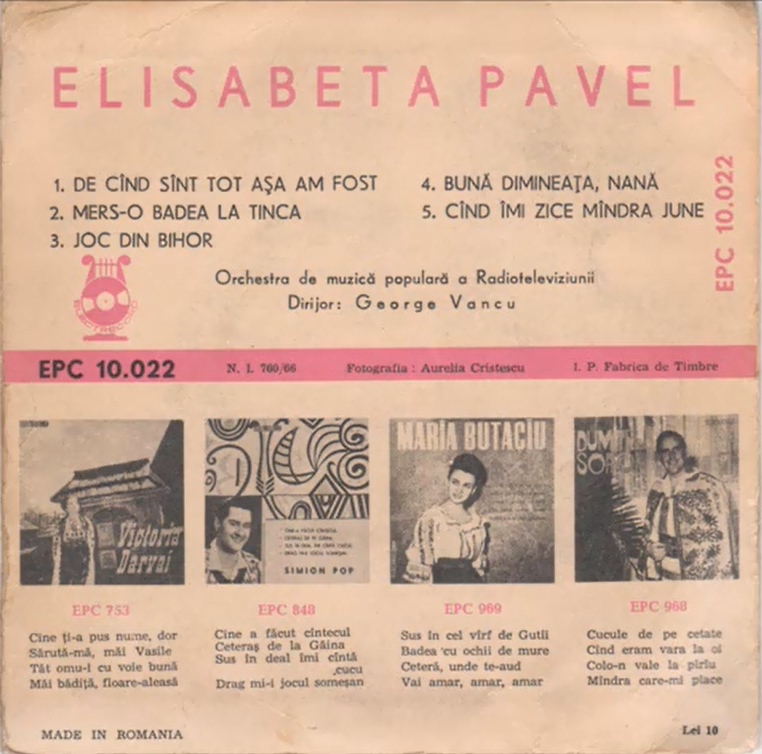 ELISABETA PAVEL
1. DE CÎND SÎNT TOT AŞA AM FOST
2. MERS-O BADEA LA TINCA
3. JOC DIN BIHOR
4. BUNĂ DIMINEAŢA, NANĂ
5. CÎND ÎMI ZICE MÎNDRA JUNE
EPC 10.022
ELECTRECORD
Orchestra de muzică populară a Radioteleviziunii
Dirijor: George Vancu
EPC 10.022 N. I. 760/66 Fotografia : Aurelia Cristescu I. P. Fabrica de Timbre
Victoria
Darvai
SIMION POP
MARIA BUTACIU
EPC 753
Cine ţi-a pus nume, dor
Sărută-mă, măi Vasile
Tăt omu-i cu voie bună
Măi bădiţă, floare-aleasă
EPC 848
Cine a făcut cîntecul
Ceteraş de la Găina
Sus în deal îmi cîntă
cucu
Drag mi-i jocul someşan
EPC 969
Sus în cel vîrf de Gutîi
Badea cu ochii de mure
Ceteră, unde te-aud
Vai amar, amar, amar
EPC 968
Cucule de pe cetate
Cînd eram vara la oi
Colo-n vale la pîrîu
Mîndra care-mi place
MADE IN ROMANIA
Lei 10